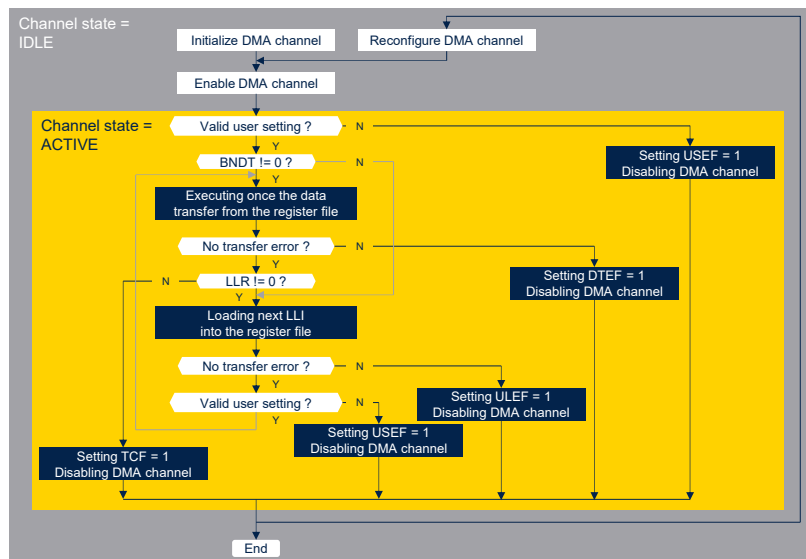 Channel state =
IDLE
Initialize DMA channel
Reconfigure DMA channel
Enable DMA channel
Channel state =
ACTIVE
Valid user setting ?
N
Y
BNDT != 0 ?
N
Y
Setting USEF = 1
Disabling DMA channel
Executing once the data
transfer from the register file
No transfer error ?
N
Y
N
LLR != 0 ?
Y
Setting DTEF = 1
Disabling DMA channel
Loading next LLI
into the register file
No transfer error ?
N
Y
Valid user setting ?
N
Y
Setting ULEF = 1
Disabling DMA channel
Setting USEF = 1
Disabling DMA channel
Setting TCF = 1
Disabling DMA channel
End